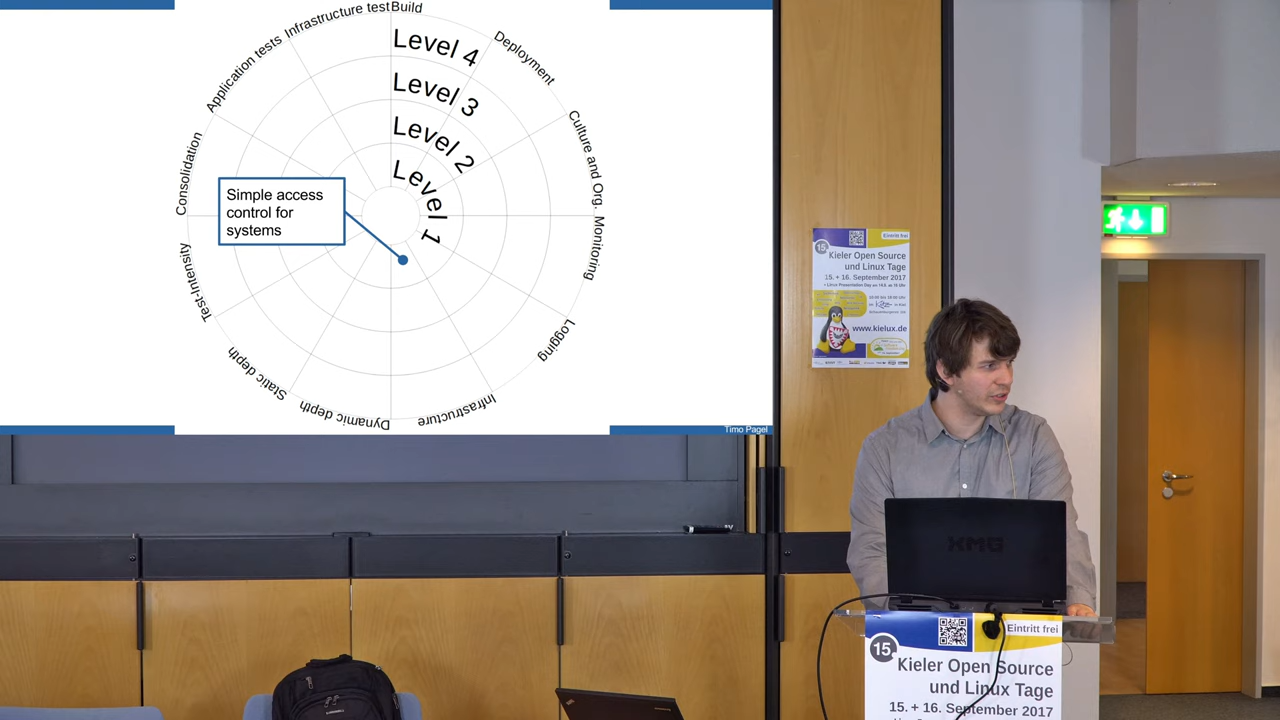 Infrastructure test
Build
Deployment
Culture and Org.
Monitoring
Logging
Infrastructure
Dynamic depth
Static depth
Test-Intensity
Consolidation
Application tests
Level 4
Level 3
Level 2
Level 1
Simple access
control for
systems
Timo Pagel
Eintritt frei
15.
Kieler Open Source
und Linux Tage
15. + 16. September 2017
www.kielux.de
XMG
Eintritt frei
15.
Kieler Open Source
und Linux Tage
15. + 16. September 2017